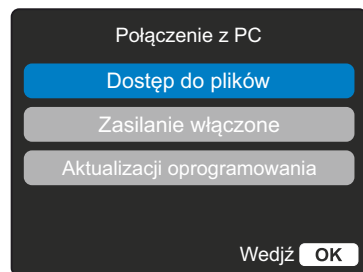 Połączenie z PC
Dostęp do plików
Zasilanie włączone
Aktualizacji oprogramowania
Wedjź OK